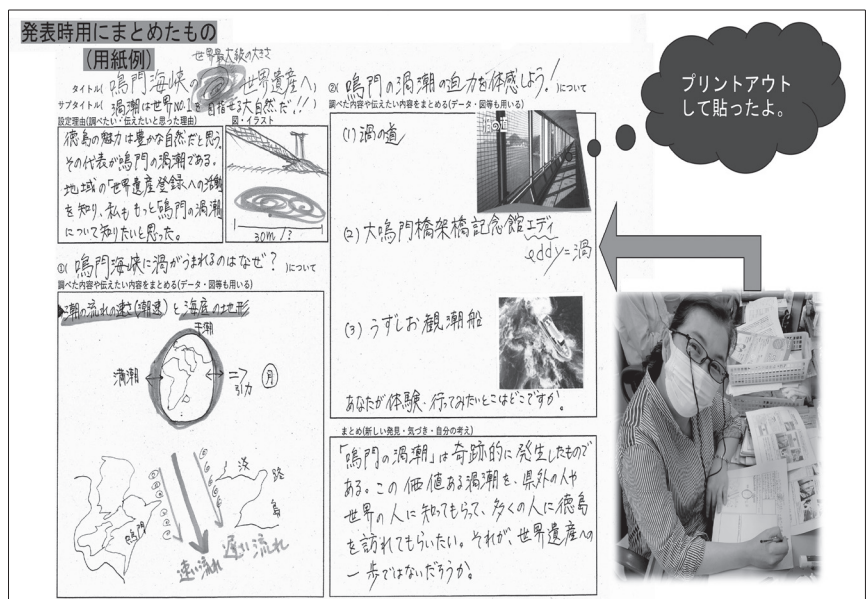 発表時用にまとめたもの
(用紙例)
世界最大級の大きさ
タイトル(鳴門海峡の 世界遺産へ)
サブタイトル(渦潮は世界No.1を目指せる大自然だ!!)
設定理由(調べたい・伝えたいと思った理由)
図・イラスト
徳島の魅力は豊かな自然だと思う。
その代表が鳴門の渦潮である。
地域の「世界遺産登録への活動
を知り、私ももっと鳴門の渦潮
について知りたいと思った。
30m!?
①(鳴門海峡に渦がうまれるのはなぜ?)について
調べた内容や伝えたい内容をまとめる(データ・図等も用いる)
潮の流れの速さ(潮速)と海底の地形
干潮
満潮
引力
月
淡
路
島
鳴門
速い流れ
遅い流れ
②(鳴門の渦潮の迫力を体感しよう!)について
調べた内容や伝えたい内容をまとめる(データ・図等も用いる)
(1)渦の道
(2)大鳴門橋架橋記念館エディ
eddy=渦
(3)うずしお観潮船
あなたが体験・行ってみたいとこはどこですか。
まとめ(新しい発見・気づき・自分の考え)
「鳴門の渦潮」は奇跡的に発生したもので
ある。この価値ある渦潮を、県外の人や
世界の人に知ってもらって、多くの人に徳島
を訪れてもらいたい。それが、世界遺産への
一歩ではないだろうか。
プリントアウト
して貼ったよ。